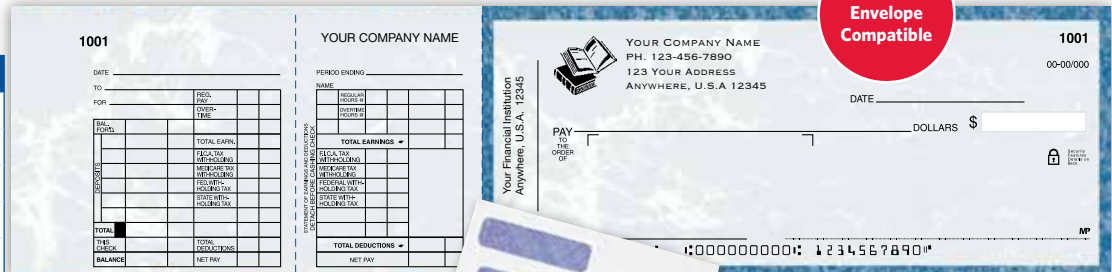 1001
DATE
TO
FOR
REG. PAY
OVER-TIME
BAL. FOR'D
DEPOSITS
TOTAL EARN.
F.I.C.A. TAX WITHHOLDING
MEDICARE TAX WITHHOLDING
FED. WITH-HOLDING TAX
STATE WITH-HOLDING TAX
TOTAL
THIS CHECK
TOTAL DEDUCTIONS
BALANCE
NET PAY
YOUR COMPANY NAME
PERIOD ENDING
NAME
REGULAR HOURS @
OVERTIME HOURS @
TOTAL EARNINGS
F.I.C.A. TAX WITHHOLDING
MEDICARE TAX WITHHOLDING
FEDERAL WITH-HOLDING TAX
STATE WITH-HOLDING TAX
TOTAL DEDUCTIONS
NET PAY
STATEMENT OF EARNINGS AND DEDUCTIONS
DETACH BEFORE CASHING CHECK
Your Financial Institution
Anywhere, U.S.A. 12345
YOUR COMPANY NAME
PH. 123-456-7890
123 YOUR ADDRESS
ANYWHERE, U.S.A 12345
Envelope
Compatible
1001
00-00/000
DATE
PAY
DOLLARS $
TO
THE
ORDER
OF
Security
Features
Details on
Back
MP
⑆000000000⑆ 1234567890⑈